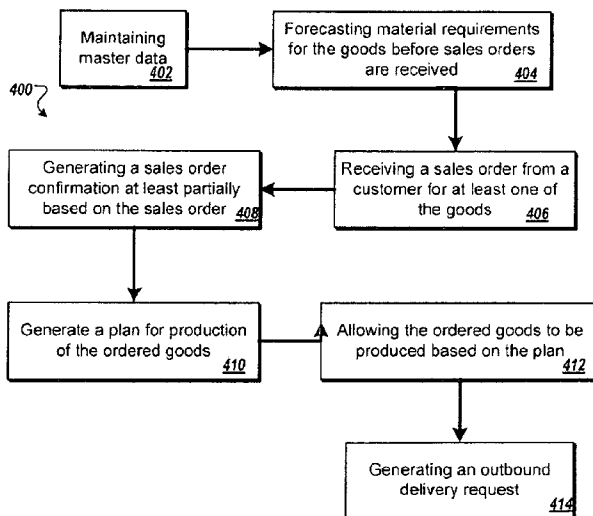 Maintaining
master data
402
Forecasting material requirements
for the goods before sales orders
are received
404
400
Generating a sales order
confirmation at least partially
based on the sales order
408
Receiving a sales order from a
customer for at least one of
the goods
406
Generate a plan for production
of the ordered goods
410
Allowing the ordered goods to be
produced based on the plan
412
Generating an outbound
delivery request
414